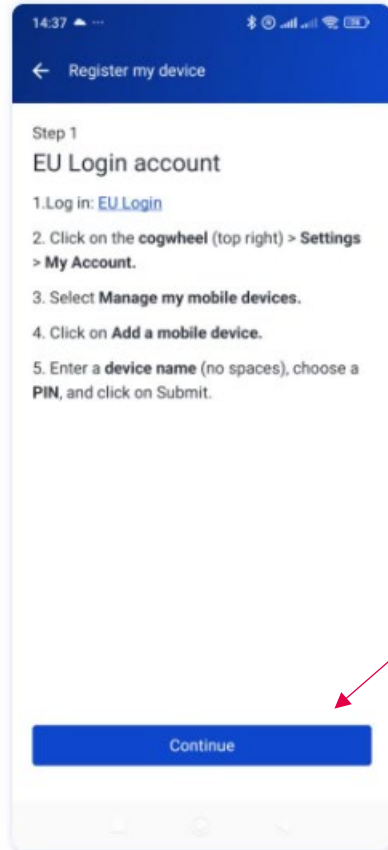 14:37
Register my device
Step 1
EU Login account
1.Log in: EU Login
2. Click on the cogwheel (top right) > Settings
> My Account.
3. Select Manage my mobile devices.
4. Click on Add a mobile device.
5. Enter a device name (no spaces), choose a
PIN, and click on Submit.
Continue